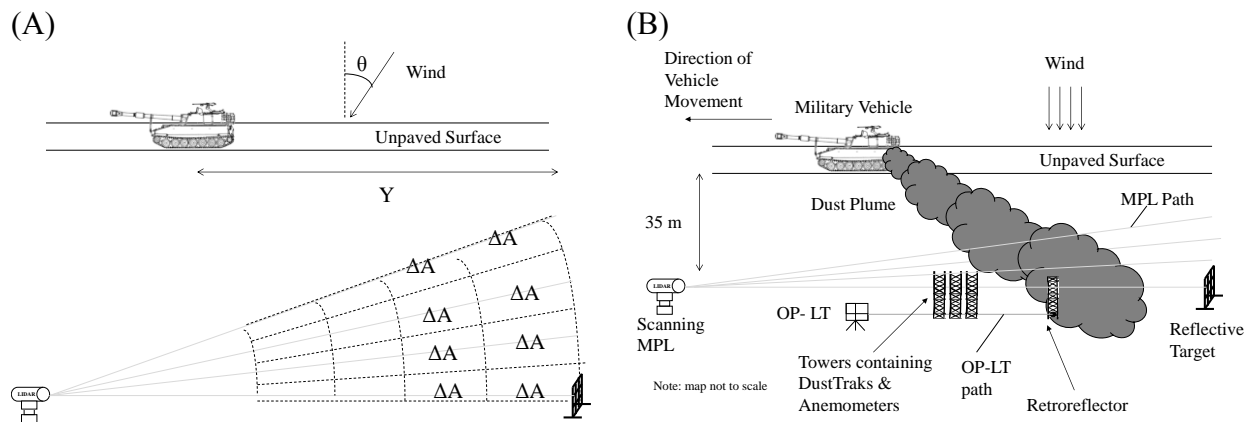 (A)
θ
Wind
Unpaved Surface
Y
ΔA
ΔA
ΔA
ΔA
ΔA
ΔA
ΔA
ΔA
LIDAR
(B)
Direction of
Vehicle
Movement
Military Vehicle
Wind
Unpaved Surface
Dust Plume
MPL Path
35 m
LIDAR
Scanning
MPL
OP- LT
Reflective
Target
Towers containing
DustTraks &
Anemometers
OP-LT
path
Retroreflector
Note: map not to scale